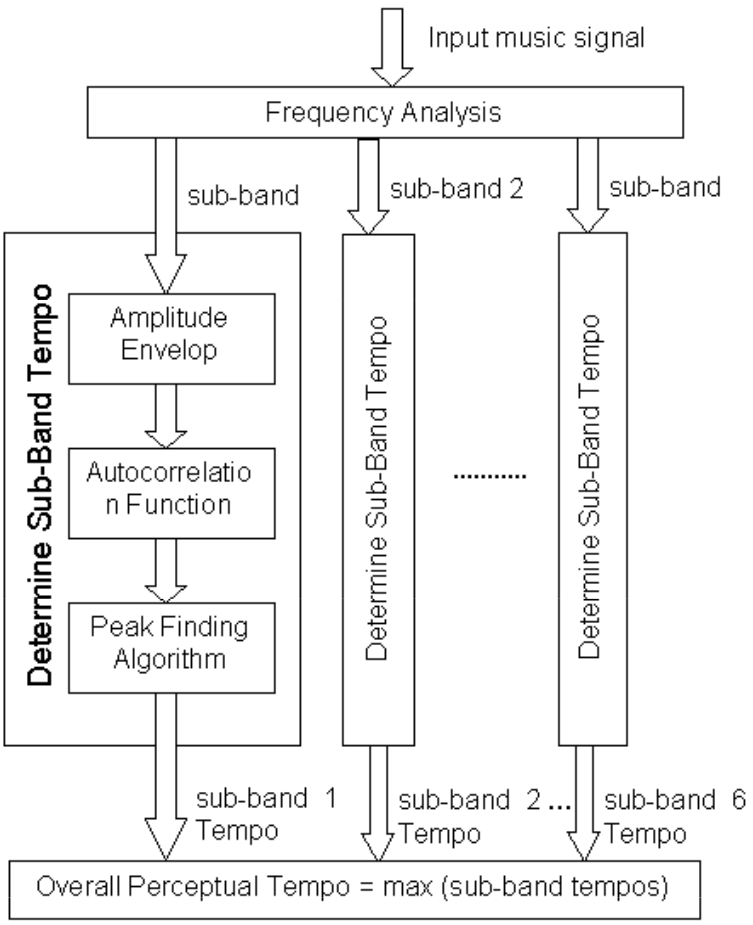 Input music signal
Frequency Analysis
sub-band
sub-band 2
sub-band
Determine Sub-Band Tempo
Amplitude
Envelop
Autocorrelatio
n Function
Peak Finding
Algorithm
Determine Sub-Band Tempo
...........
Determine Sub-Band Tempo
sub-band 1
Tempo
sub-band 2 ...
Tempo
sub-band 6
Tempo
Overall Perceptual Tempo = max (sub-band tempos)